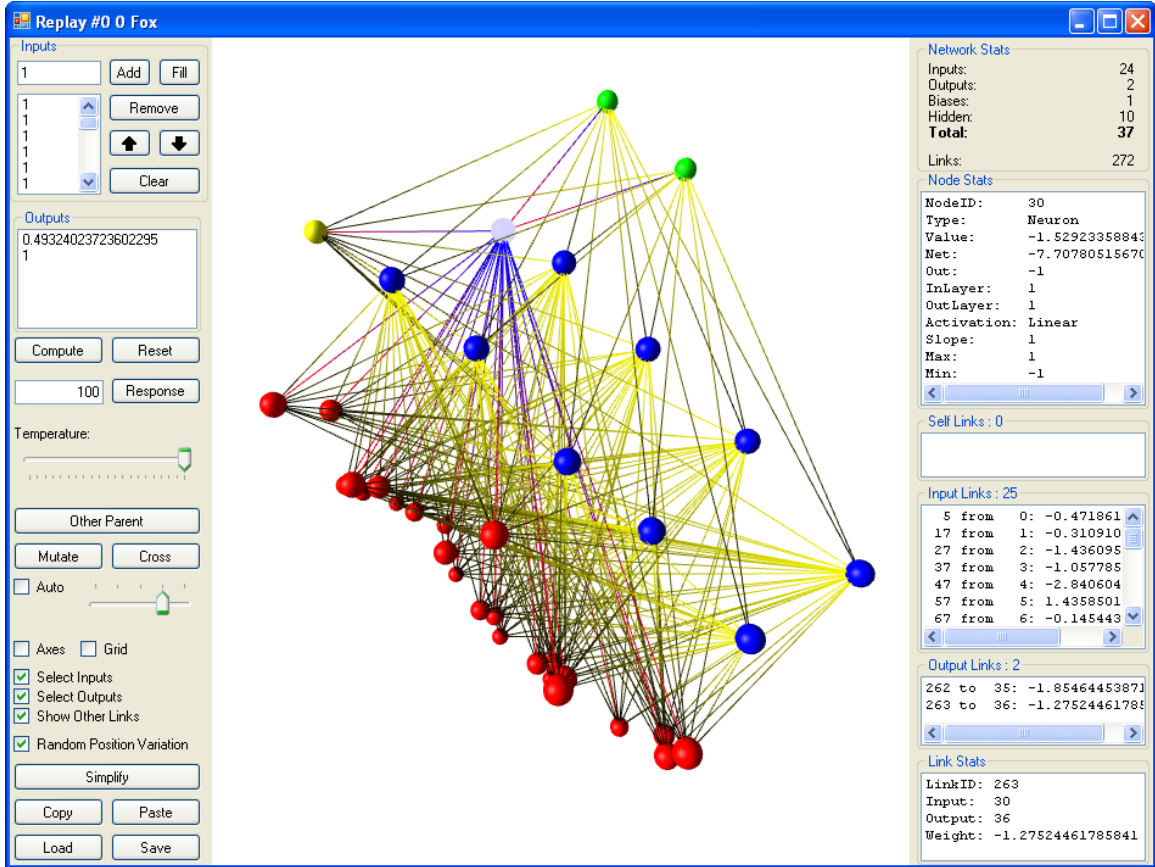 Replay #0 0 Fox
Inputs
1
Add
Fill
1
1
1
1
1
1
Remove
Clear
Outputs
0.49324023723602295
1
Compute
Reset
100
Response
Temperature:
Other Parent
Mutate
Cross
Auto
Axes
Grid
Select Inputs
Select Outputs
Show Other Links
Random Position Variation
Simplify
Copy
Paste
Load
Save
Network Stats
Inputs: 24
Outputs: 2
Biases: 1
Hidden: 10
Total: 37
Links: 272
Node Stats
NodeID: 30
Type: Neuron
Value: -1.52923358843
Net: -7.70780515670
Out: -1
InLayer: 1
OutLayer: 1
Activation: Linear
Slope: 1
Max: 1
Min: -1
Self Links : 0
Input Links : 25
5 from 0: -0.471861
17 from 1: -0.310910
27 from 2: -1.436095
37 from 3: -1.057785
47 from 4: -2.840604
57 from 5: 1.4358501
67 from 6: -0.145443
Output Links : 2
262 to 35: -1.85464453871
263 to 36: -1.27524461785
Link Stats
LinkID: 263
Input: 30
Output: 36
Weight: -1.27524461785841